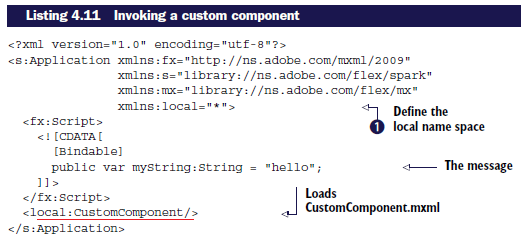 Listing 4.11 Invoking a custom component
<?xml version="1.0" encoding="utf-8"?>
<s:Application xmlns:fx="http://ns.adobe.com/mxml/2009"
xmlns:s="library://ns.adobe.com/flex/spark"
xmlns:mx="library://ns.adobe.com/flex/mx"
xmlns:local="*">
Define the
1 local name space
<fx:Script>
<![CDATA[
[Bindable]
public var myString:String = "hello";
The message
]]>
</fx:Script>
Loads
CustomComponent.mxml
<local:CustomComponent/>
</s:Application>